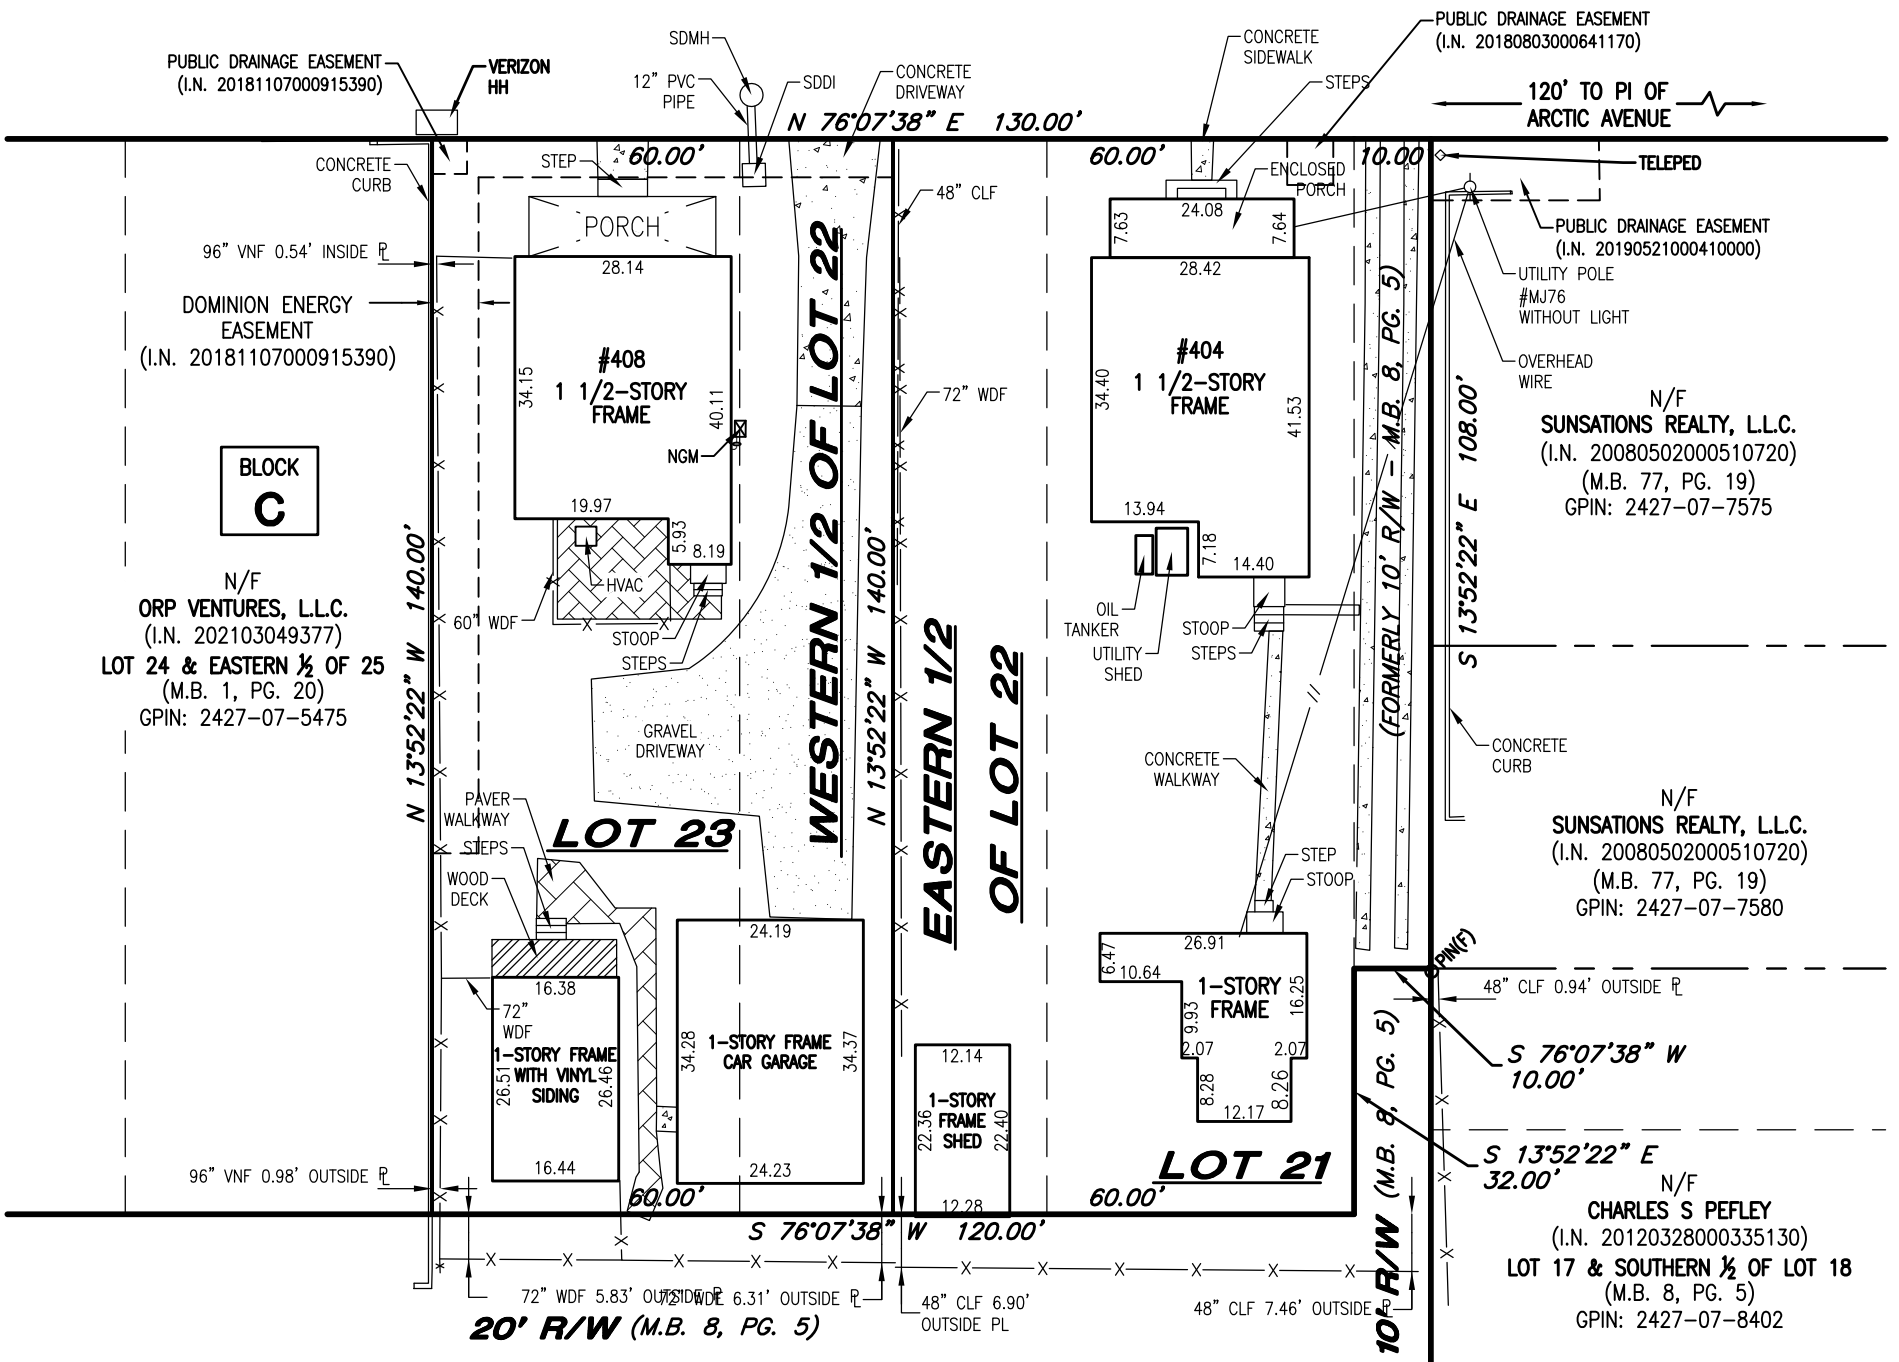 PUBLIC DRAINAGE EASEMENT
(I.N. 20181107000915390)
VERIZON
HH
SDMH
12" PVC
PIPE
SDDI
CONCRETE
DRIVEWAY
CONCRETE
SIDEWALK
STEPS
PUBLIC DRAINAGE EASEMENT
(I.N. 20180803000641170)
120' TO PI OF
ARCTIC AVENUE
N 76°07'38" E 130.00'
60.00'
60.00'
10.00'
CONCRETE
CURB
STEP
PORCH
48" CLF
ENCLOSED
PORCH
TELEPED
24.08
7.63
7.64
PUBLIC DRAINAGE EASEMENT
(I.N. 20190521000410000)
96" VNF 0.54' INSIDE PL
DOMINION ENERGY
EASEMENT
(I.N. 20181107000915390)
28.14
28.42
UTILITY POLE
#MJ76
WITHOUT LIGHT
OVERHEAD
WIRE
#408
1 1/2-STORY
FRAME
34.15
40.11
NGM
19.97
5.93
8.19
HVAC
60" WDF
STOOP
STEPS
72" WDF
#404
1 1/2-STORY
FRAME
34.40
41.53
13.94
7.18
14.40
OIL
TANKER
UTILITY
SHED
STOOP
STEPS
N/F
SUNSATIONS REALTY, L.L.C.
(I.N. 20080502000510720)
(M.B. 77, PG. 19)
GPIN: 2427-07-7575
BLOCK
C
N/F
ORP VENTURES, L.L.C.
(I.N. 202103049377)
LOT 24 & EASTERN ½ OF 25
(M.B. 1, PG. 20)
GPIN: 2427-07-5475
N 13°52'22" W 140.00'
WESTERN 1/2 OF LOT 22
N 13°52'22" W 140.00'
EASTERN 1/2
OF LOT 22
(FORMERLY 10' R/W - M.B. 8, PG. 5)
S 13°52'22" E 108.00'
GRAVEL
DRIVEWAY
CONCRETE
WALKWAY
CONCRETE
CURB
PAVER
WALKWAY
STEPS
WOOD
DECK
LOT 23
STEP
STOOP
N/F
SUNSATIONS REALTY, L.L.C.
(I.N. 20080502000510720)
(M.B. 77, PG. 19)
GPIN: 2427-07-7580
PIN(F)
48" CLF 0.94' OUTSIDE PL
16.38
72"
WDF
1-STORY FRAME
WITH VINYL
SIDING
26.51
26.46
16.44
24.19
1-STORY FRAME
CAR GARAGE
34.28
34.37
24.23
12.14
1-STORY
FRAME
SHED
22.36
22.40
12.28
26.91
6.47
10.64
1-STORY
FRAME
16.25
9.93
2.07
2.07
8.28
8.26
12.17
LOT 21
S 76°07'38" W
10.00'
S 13°52'22" E
32.00'
10' R/W (M.B. 8, PG. 5)
N/F
CHARLES S PEFLEY
(I.N. 20120328000335130)
LOT 17 & SOUTHERN ½ OF LOT 18
(M.B. 8, PG. 5)
GPIN: 2427-07-8402
96" VNF 0.98' OUTSIDE PL
60.00'
60.00'
S 76°07'38" W 120.00'
72" WDF 5.83' OUTSIDE PL
72" WDF 6.31' OUTSIDE PL
48" CLF 6.90'
OUTSIDE PL
48" CLF 7.46' OUTSIDE PL
20' R/W (M.B. 8, PG. 5)